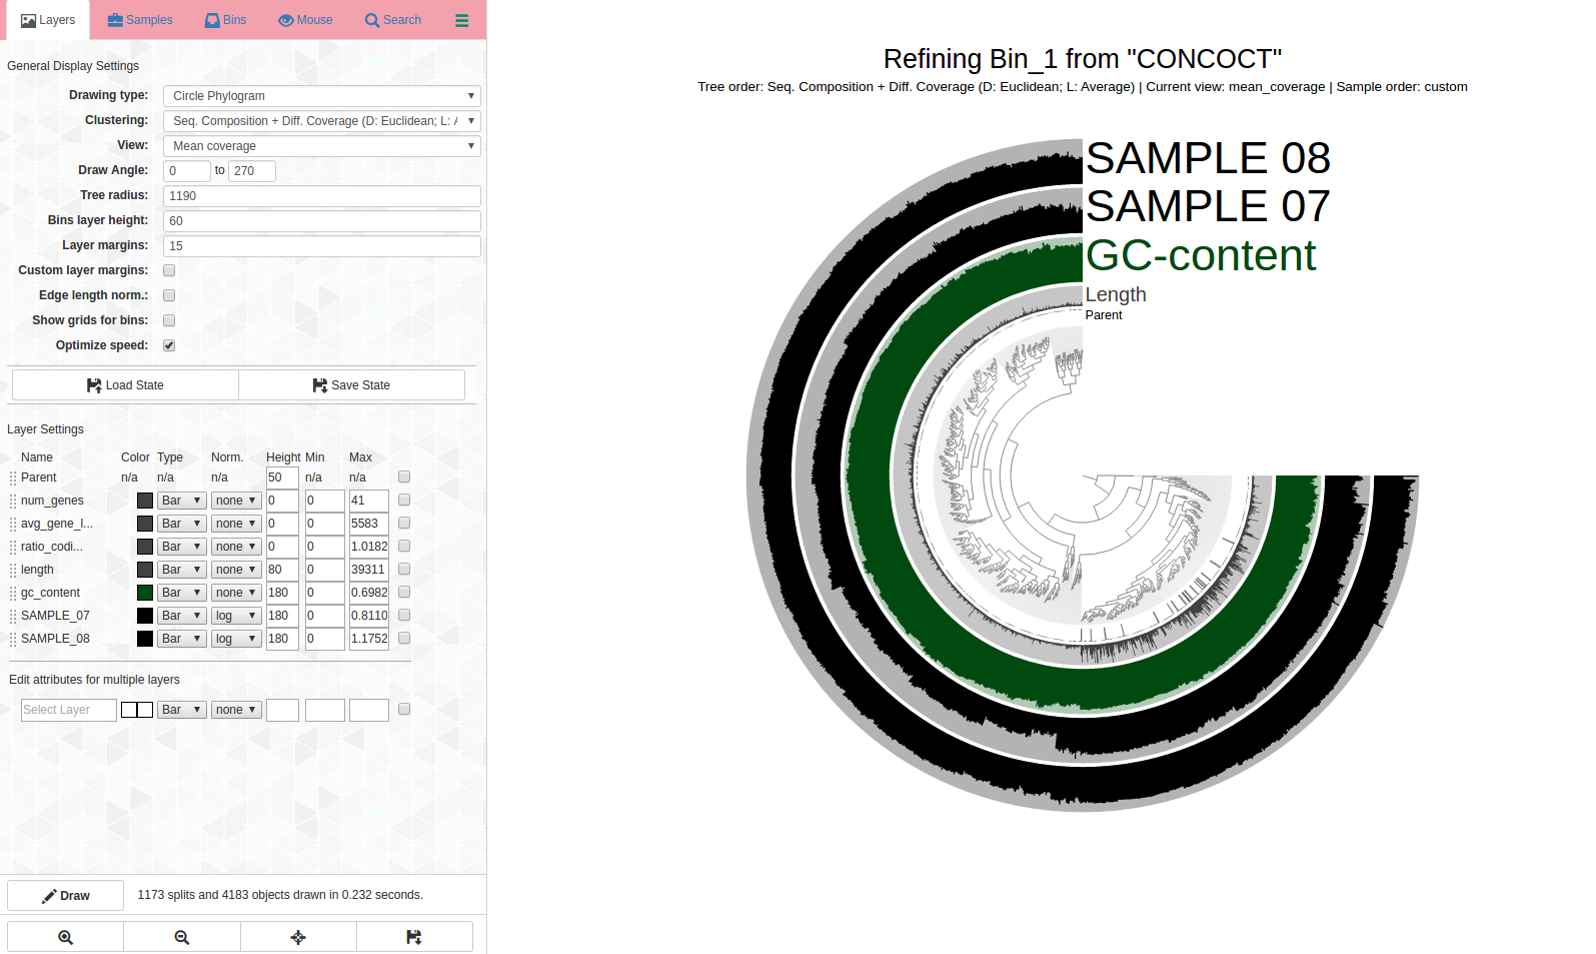 Layers Samples Bins Mouse Search
General Display Settings
Drawing type: Circle Phylogram
Clustering: Seq. Composition + Diff. Coverage (D: Euclidean; L:
View: Mean coverage
Draw Angle: 0 to 270
Tree radius: 1190
Bins layer height: 60
Layer margins: 15
Custom layer margins:
Edge length norm.:
Show grids for bins:
Optimize speed:
Load State Save State
Layer Settings
Name Color Type Norm. Height Min Max
Parent n/a n/a n/a 50 n/a n/a
num_genes Bar none 0 0 41
avg_gene_l... Bar none 0 0 5583
ratio_codi... Bar none 0 0 1.0182
length Bar none 80 0 39311
gc_content Bar none 180 0 0.6982
SAMPLE_07 Bar log 180 0 0.8110
SAMPLE_08 Bar log 180 0 1.1752
Edit attributes for multiple layers
Select Layer Bar none
Draw 1173 splits and 4183 objects drawn in 0.232 seconds.
Refining Bin_1 from "CONCOCT"
Tree order: Seq. Composition + Diff. Coverage (D: Euclidean; L: Average) | Current view: mean_coverage | Sample order: custom
SAMPLE 08
SAMPLE 07
GC-content
Length
Parent